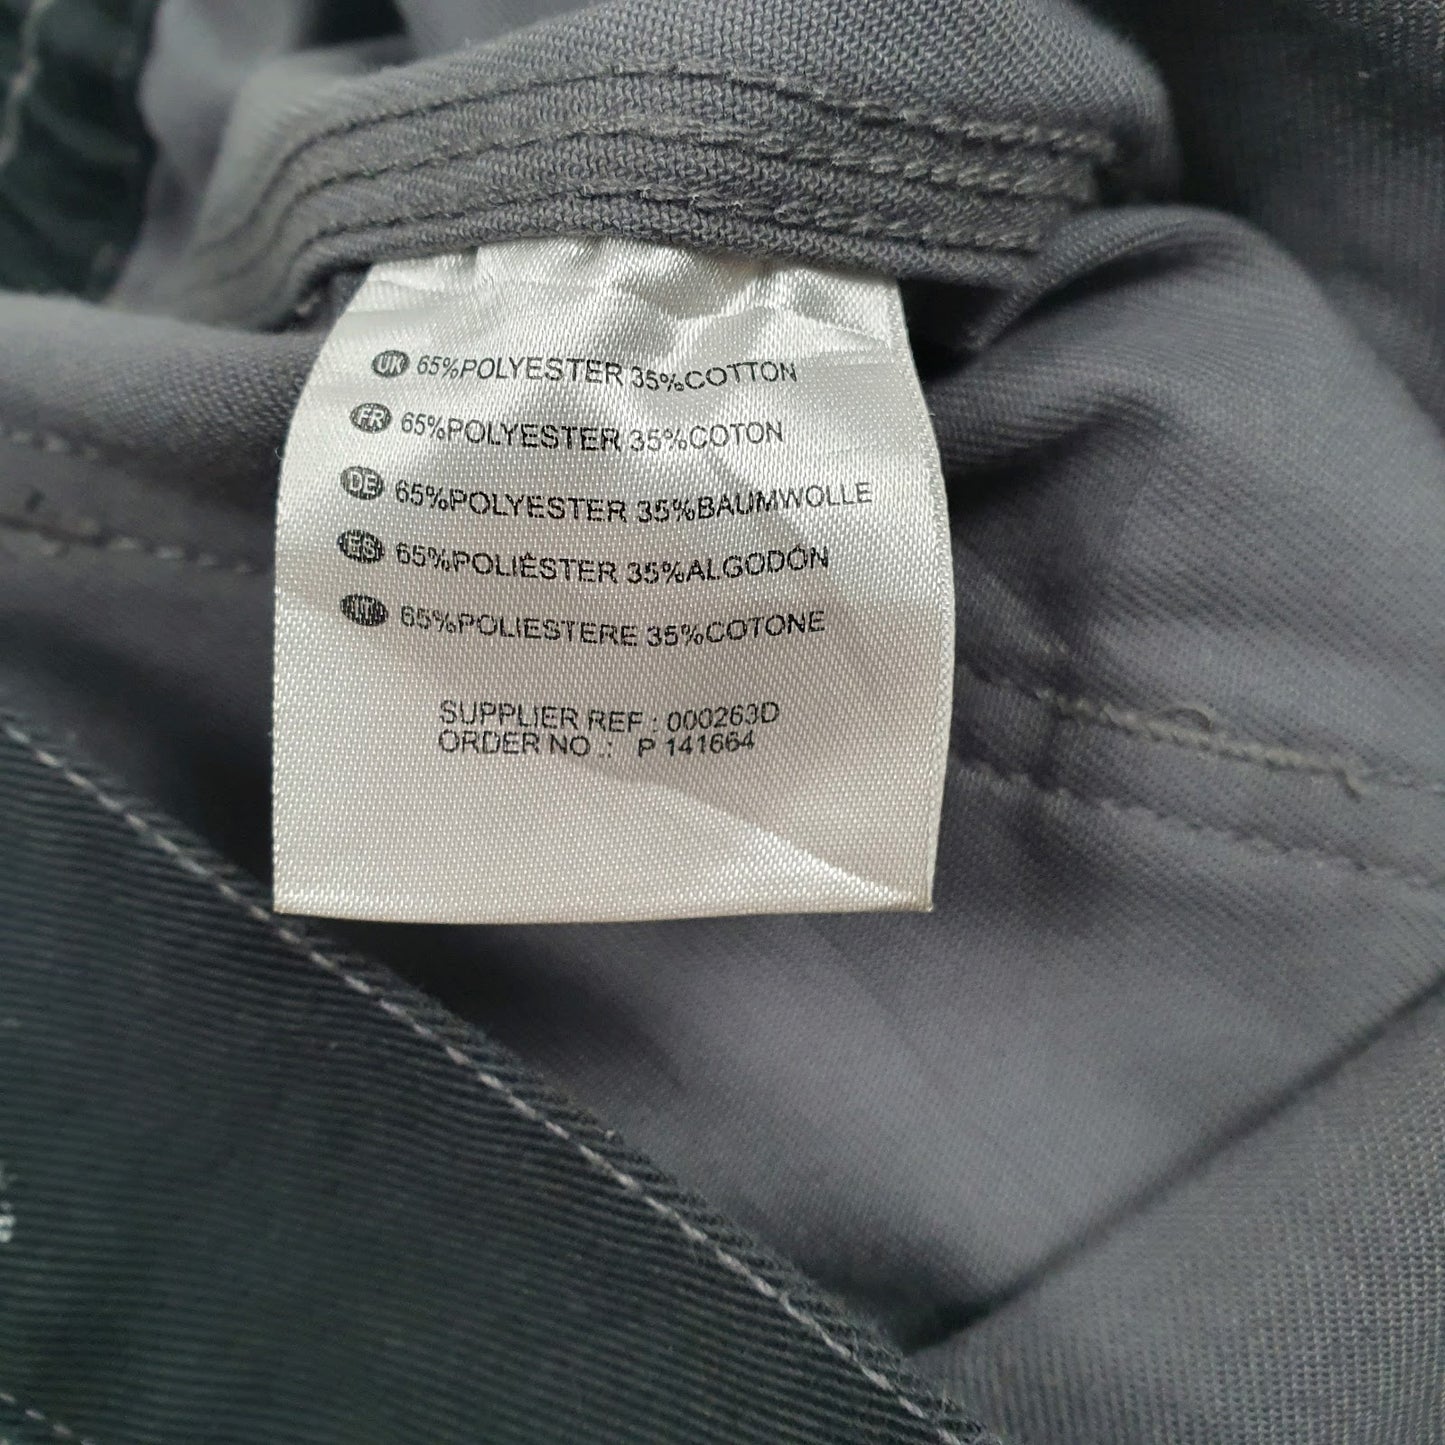 UK 65%POLYESTER 35%COTTON
FR 65%POLYESTER 35%COTON
DE 65%POLYESTER 35%BAUMWOLLE
ES 65%POLIÉSTER 35%ALGODÓN
IT 65%POLIESTERE 35%COTONE
SUPPLIER REF : 000263D
ORDER NO .: P 141664